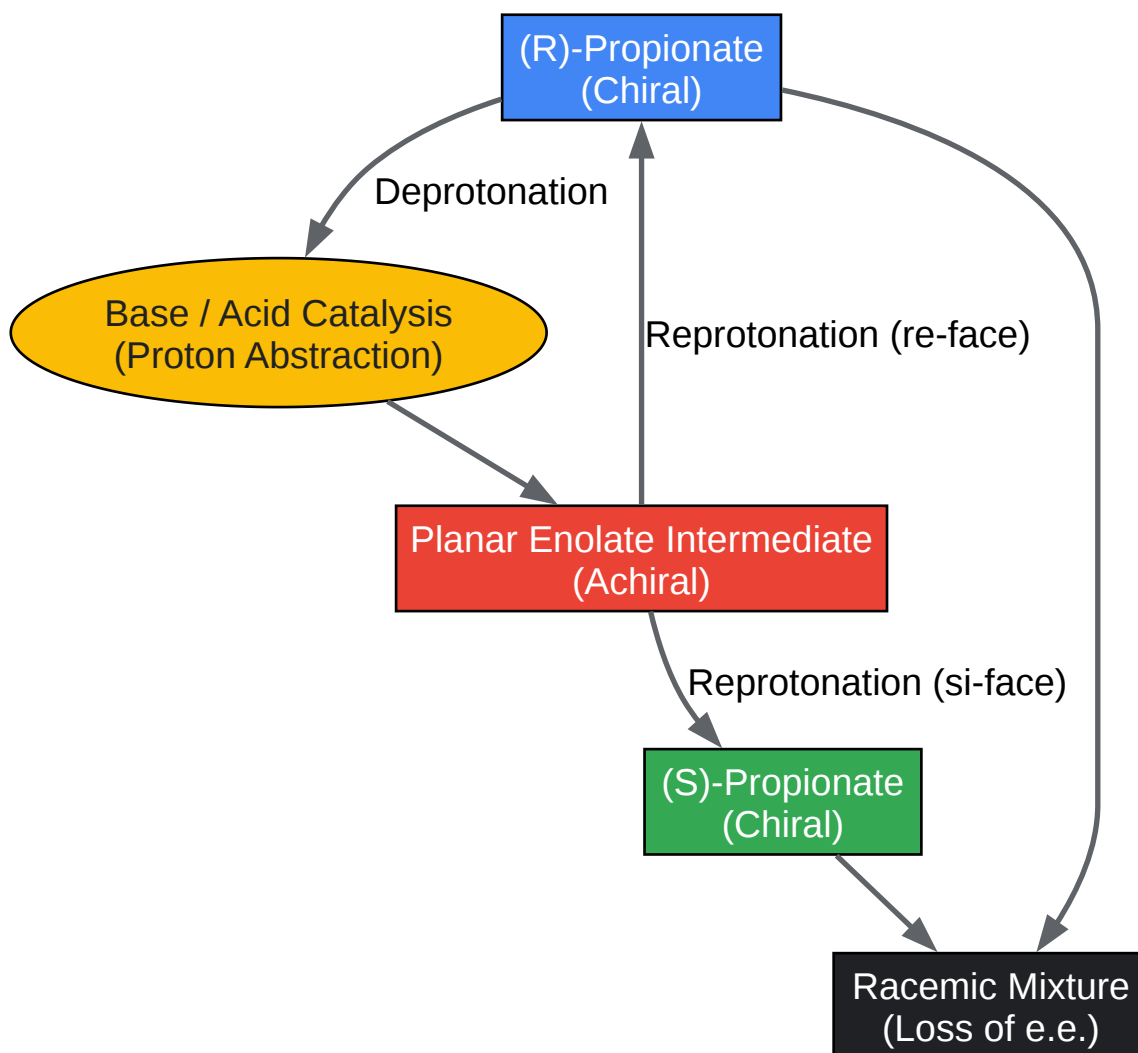 (R)-Propionate
(Chiral)
Deprotonation
Base / Acid Catalysis
(Proton Abstraction)
Reprotonation (re-face)
Planar Enolate Intermediate
(Achiral)
Reprotonation (si-face)
(S)-Propionate
(Chiral)
Racemic Mixture
(Loss of e.e.)